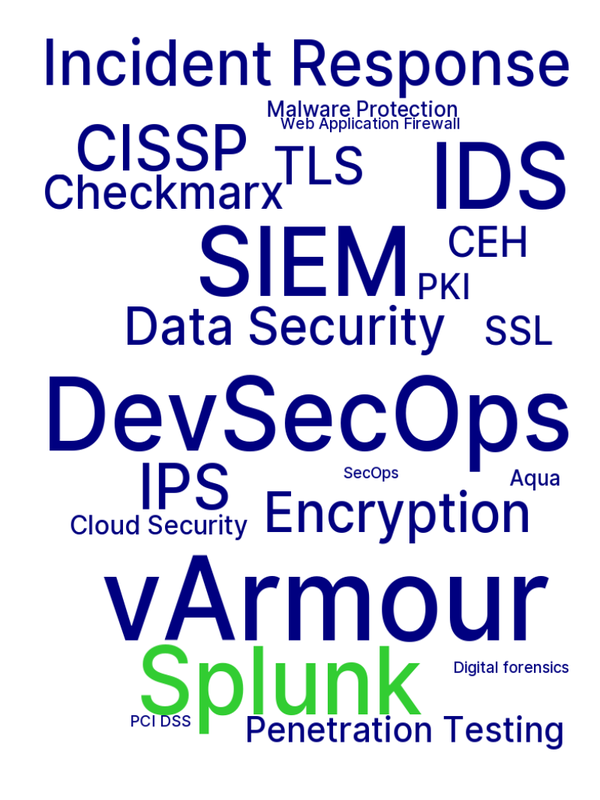 Incident Response
Malware Protection
Web Application Firewall
CISSP
TLS
IDS
Checkmarx
SIEM
CEH
PKI
Data Security
SSL
DevSecOps
IPS
SecOps
Aqua
Encryption
Cloud Security
vArmour
Splunk
Digital forensics
PCI DSS
Penetration Testing